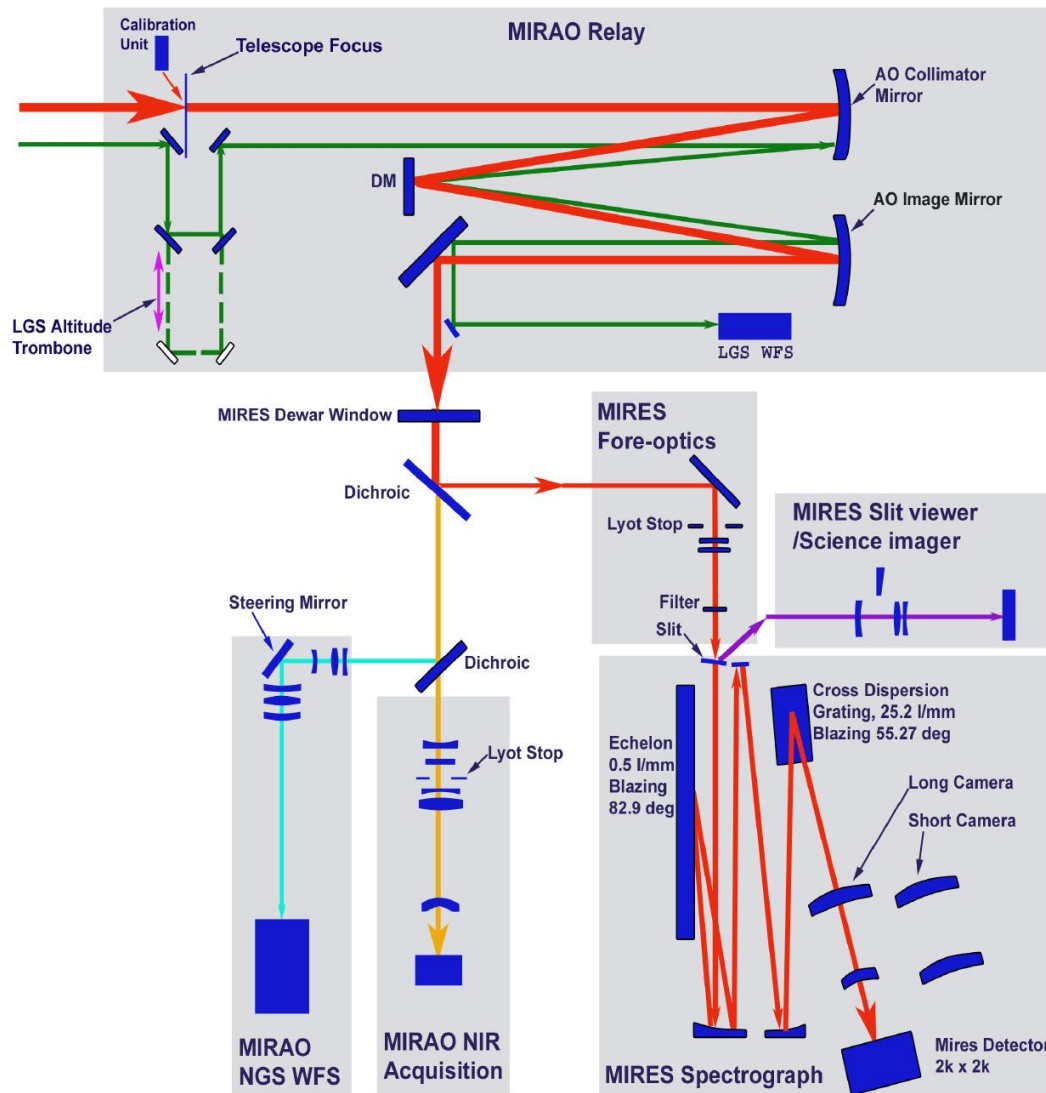 MIRAO Relay
Calibration
Unit
Telescope Focus
AO Collimator
Mirror
DM
AO Image Mirror
LGS Altitude
Trombone
LGS WFS
MIRES Dewar Window
MIRES
Fore-optics
Dichroic
Lyot Stop
MIRES Slit viewer
/Science imager
Steering Mirror
Filter
Slit
Dichroic
Cross Dispersion
Grating, 25.2 l/mm
Blazing 55.27 deg
Echelon
0.5 l/mm
Blazing
82.9 deg
Lyot Stop
Long Camera
Short Camera
MIRAO
NGS WFS
MIRAO NIR
Acquisition
MIRES Spectrograph
Mires Detector
2k x 2k